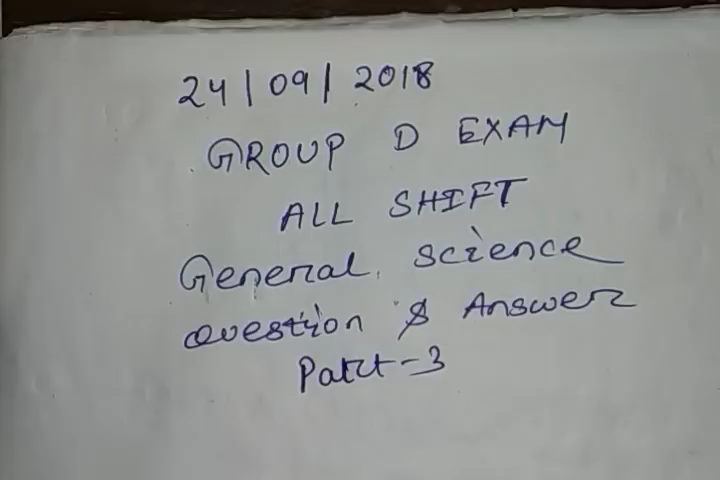 24/09/2018
GROUP D EXAM
ALL SHIFT
General Science
Question & Answer
Part-3